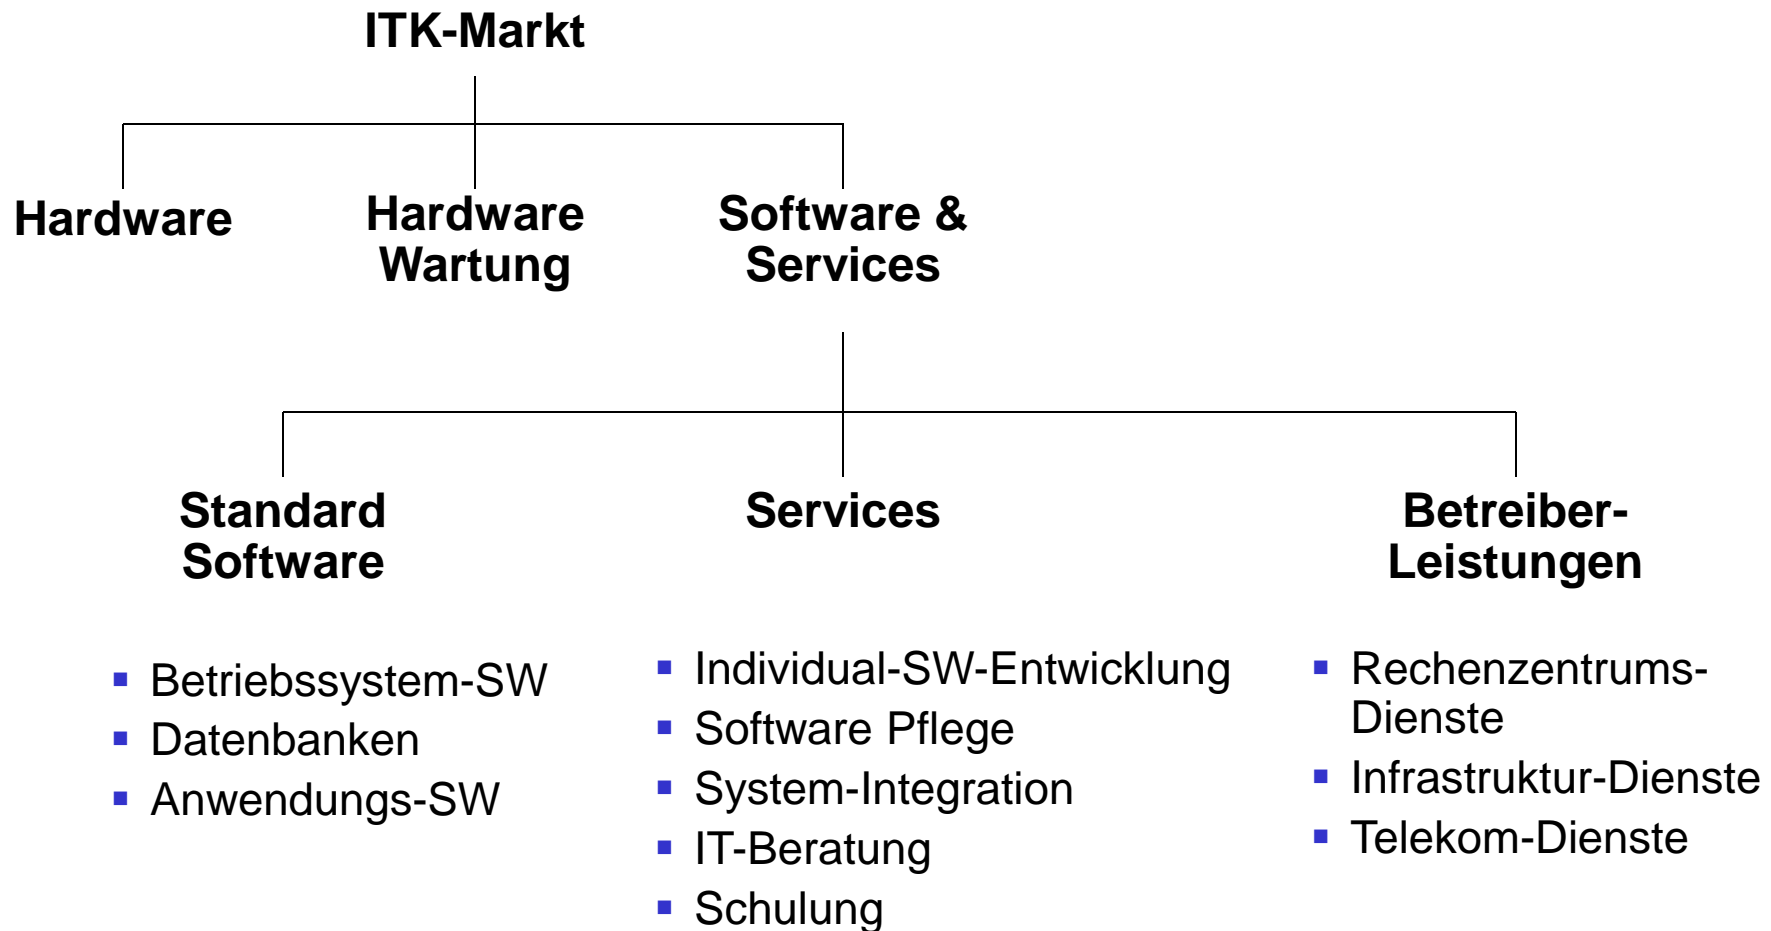 ITK-Markt
Hardware
Hardware
Wartung
Software &
Services
Standard
Software
Services
Betreiber-
Leistungen
Betriebssystem-SW
Datenbanken
Anwendungs-SW
Individual-SW-Entwicklung
Software Pflege
System-Integration
IT-Beratung
Schulung
Rechenzentrums-
Dienste
Infrastruktur-Dienste
Telekom-Dienste